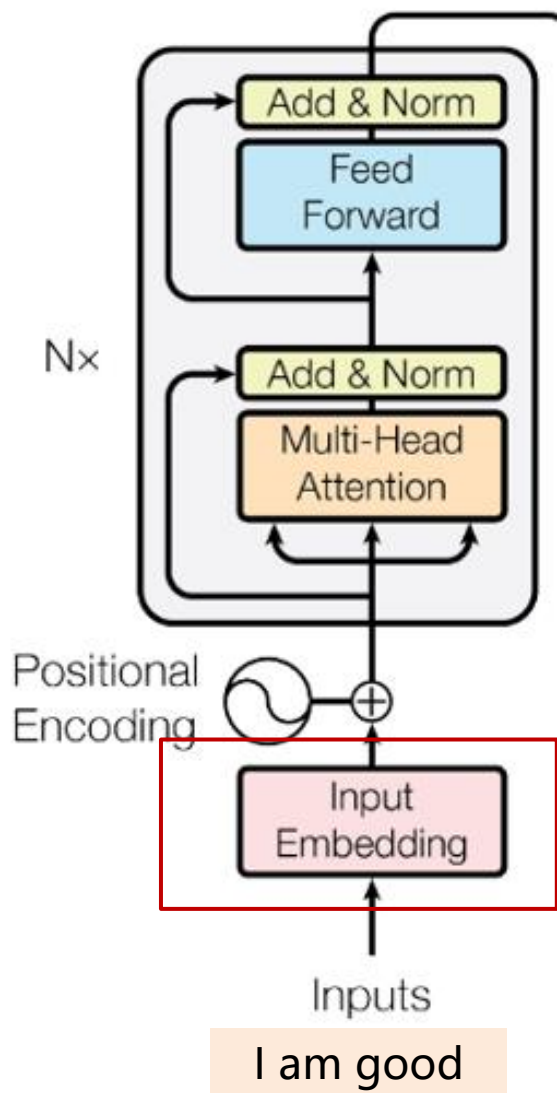 Add & Norm
Feed
Forward
Nx
Add & Norm
Multi-Head
Attention
Positional
Encoding
Input
Embedding
Inputs
I am good